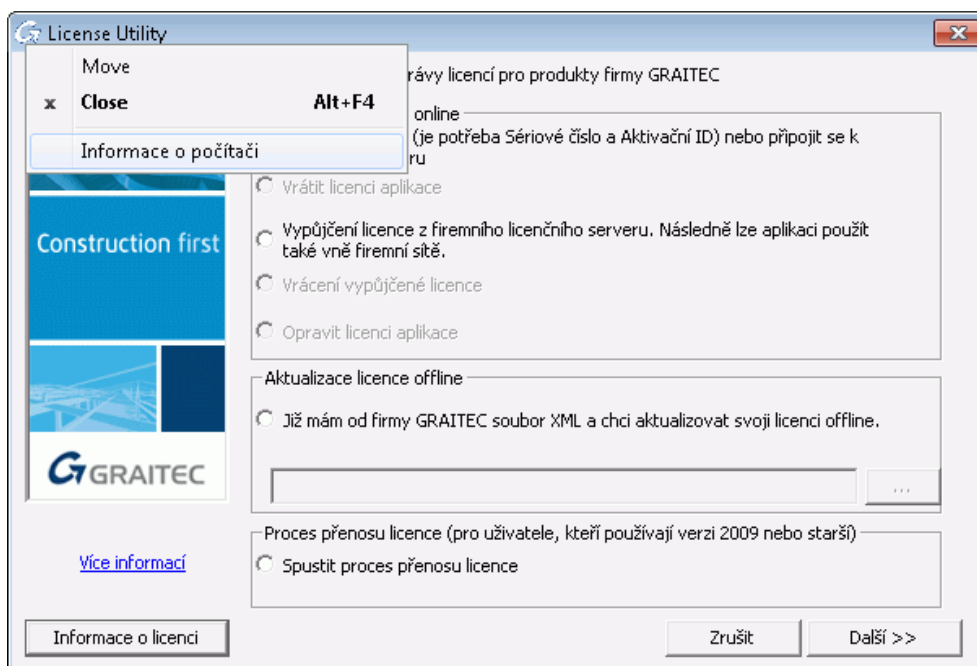 License Utility
Move
x Close Alt+F4
Informace o počítači
rávy licencí pro produkty firmy GRAITEC
online
(je potřeba Sériové číslo a Aktivační ID) nebo připojit se k
ru
Vrátit licenci aplikace
Vypůjčení licence z firemního licenčního serveru. Následně lze aplikaci použít
také vně firemní sítě.
Vrácení vypůjčené licence
Opravit licenci aplikace
Construction first
GRAITEC
Aktualizace licence offline
Již mám od firmy GRAITEC soubor XML a chci aktualizovat svoji licenci offline.
...
Proces přenosu licence (pro uživatele, kteří používají verzi 2009 nebo starší)
Spustit proces přenosu licence
Více informací
Informace o licenci
Zrušit
Další >>